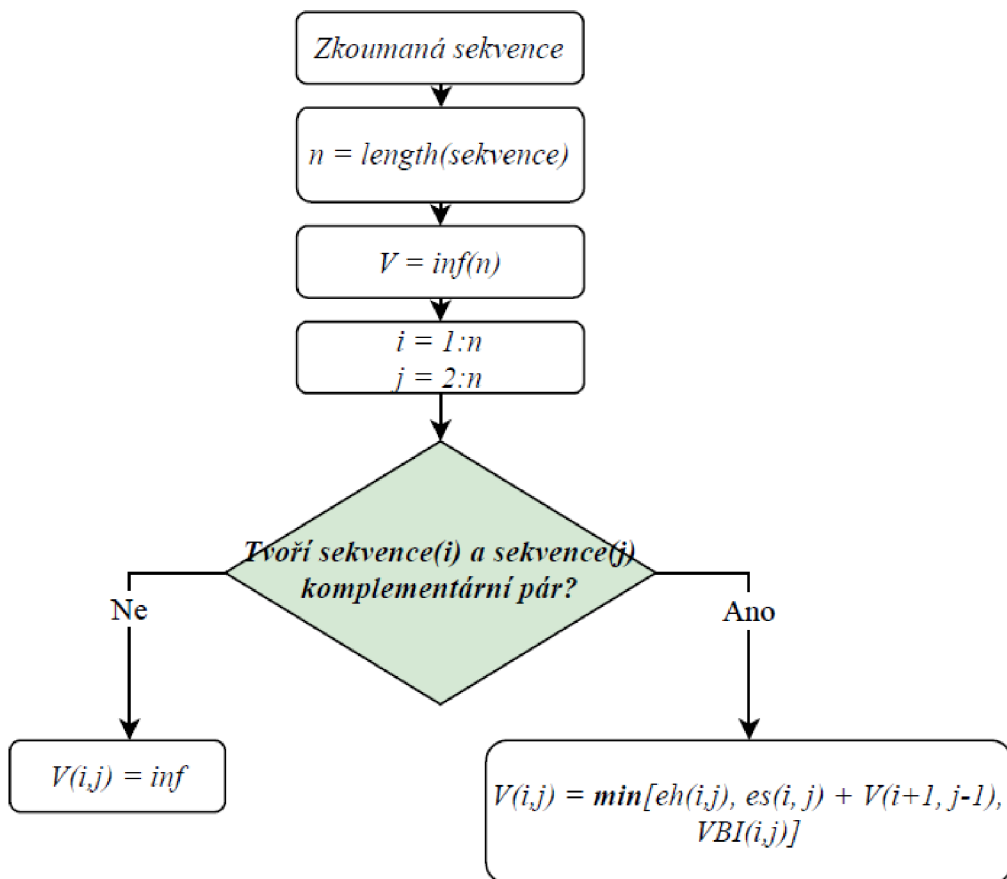 Zkoumaná sekvence
n = length(sekvence)
V = inf(n)
i = 1:n
j = 2:n
Tvoří sekvence(i) a sekvence(j)
komplementární pár?
Ne
Ano
V(i,j) = inf
V(i,j) = min[eh(i,j), es(i, j) + V(i+1, j-1),
VBI(i,j)]